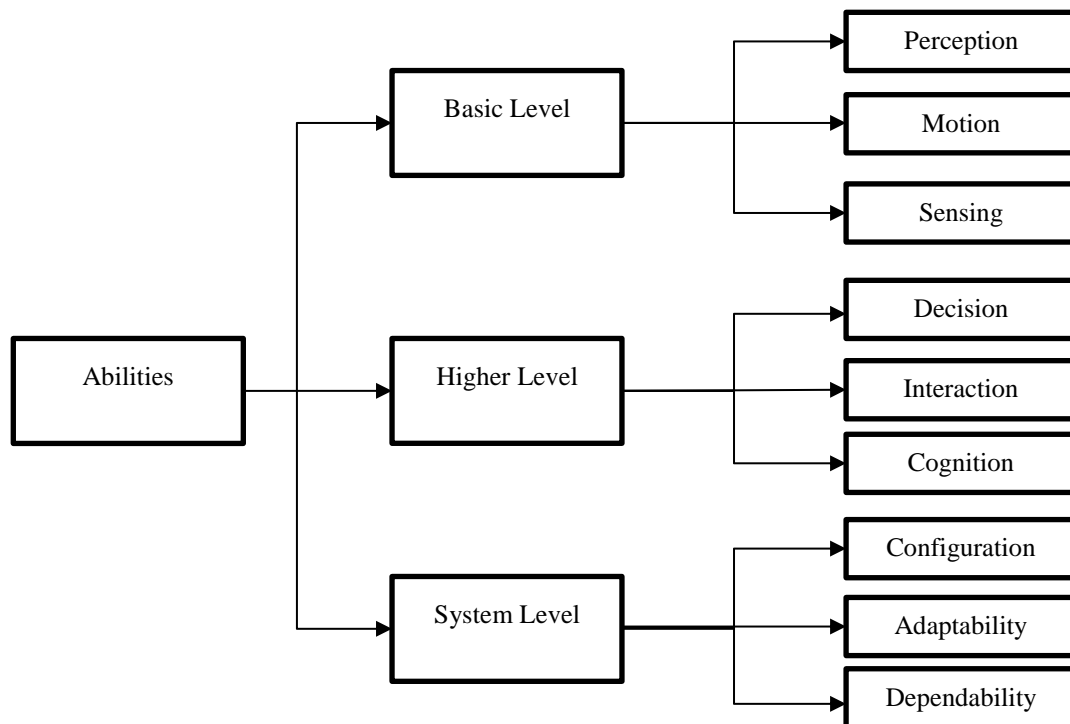 Abilities
Basic Level
Perception
Motion
Sensing
Higher Level
Decision
Interaction
Cognition
System Level
Configuration
Adaptability
Dependability